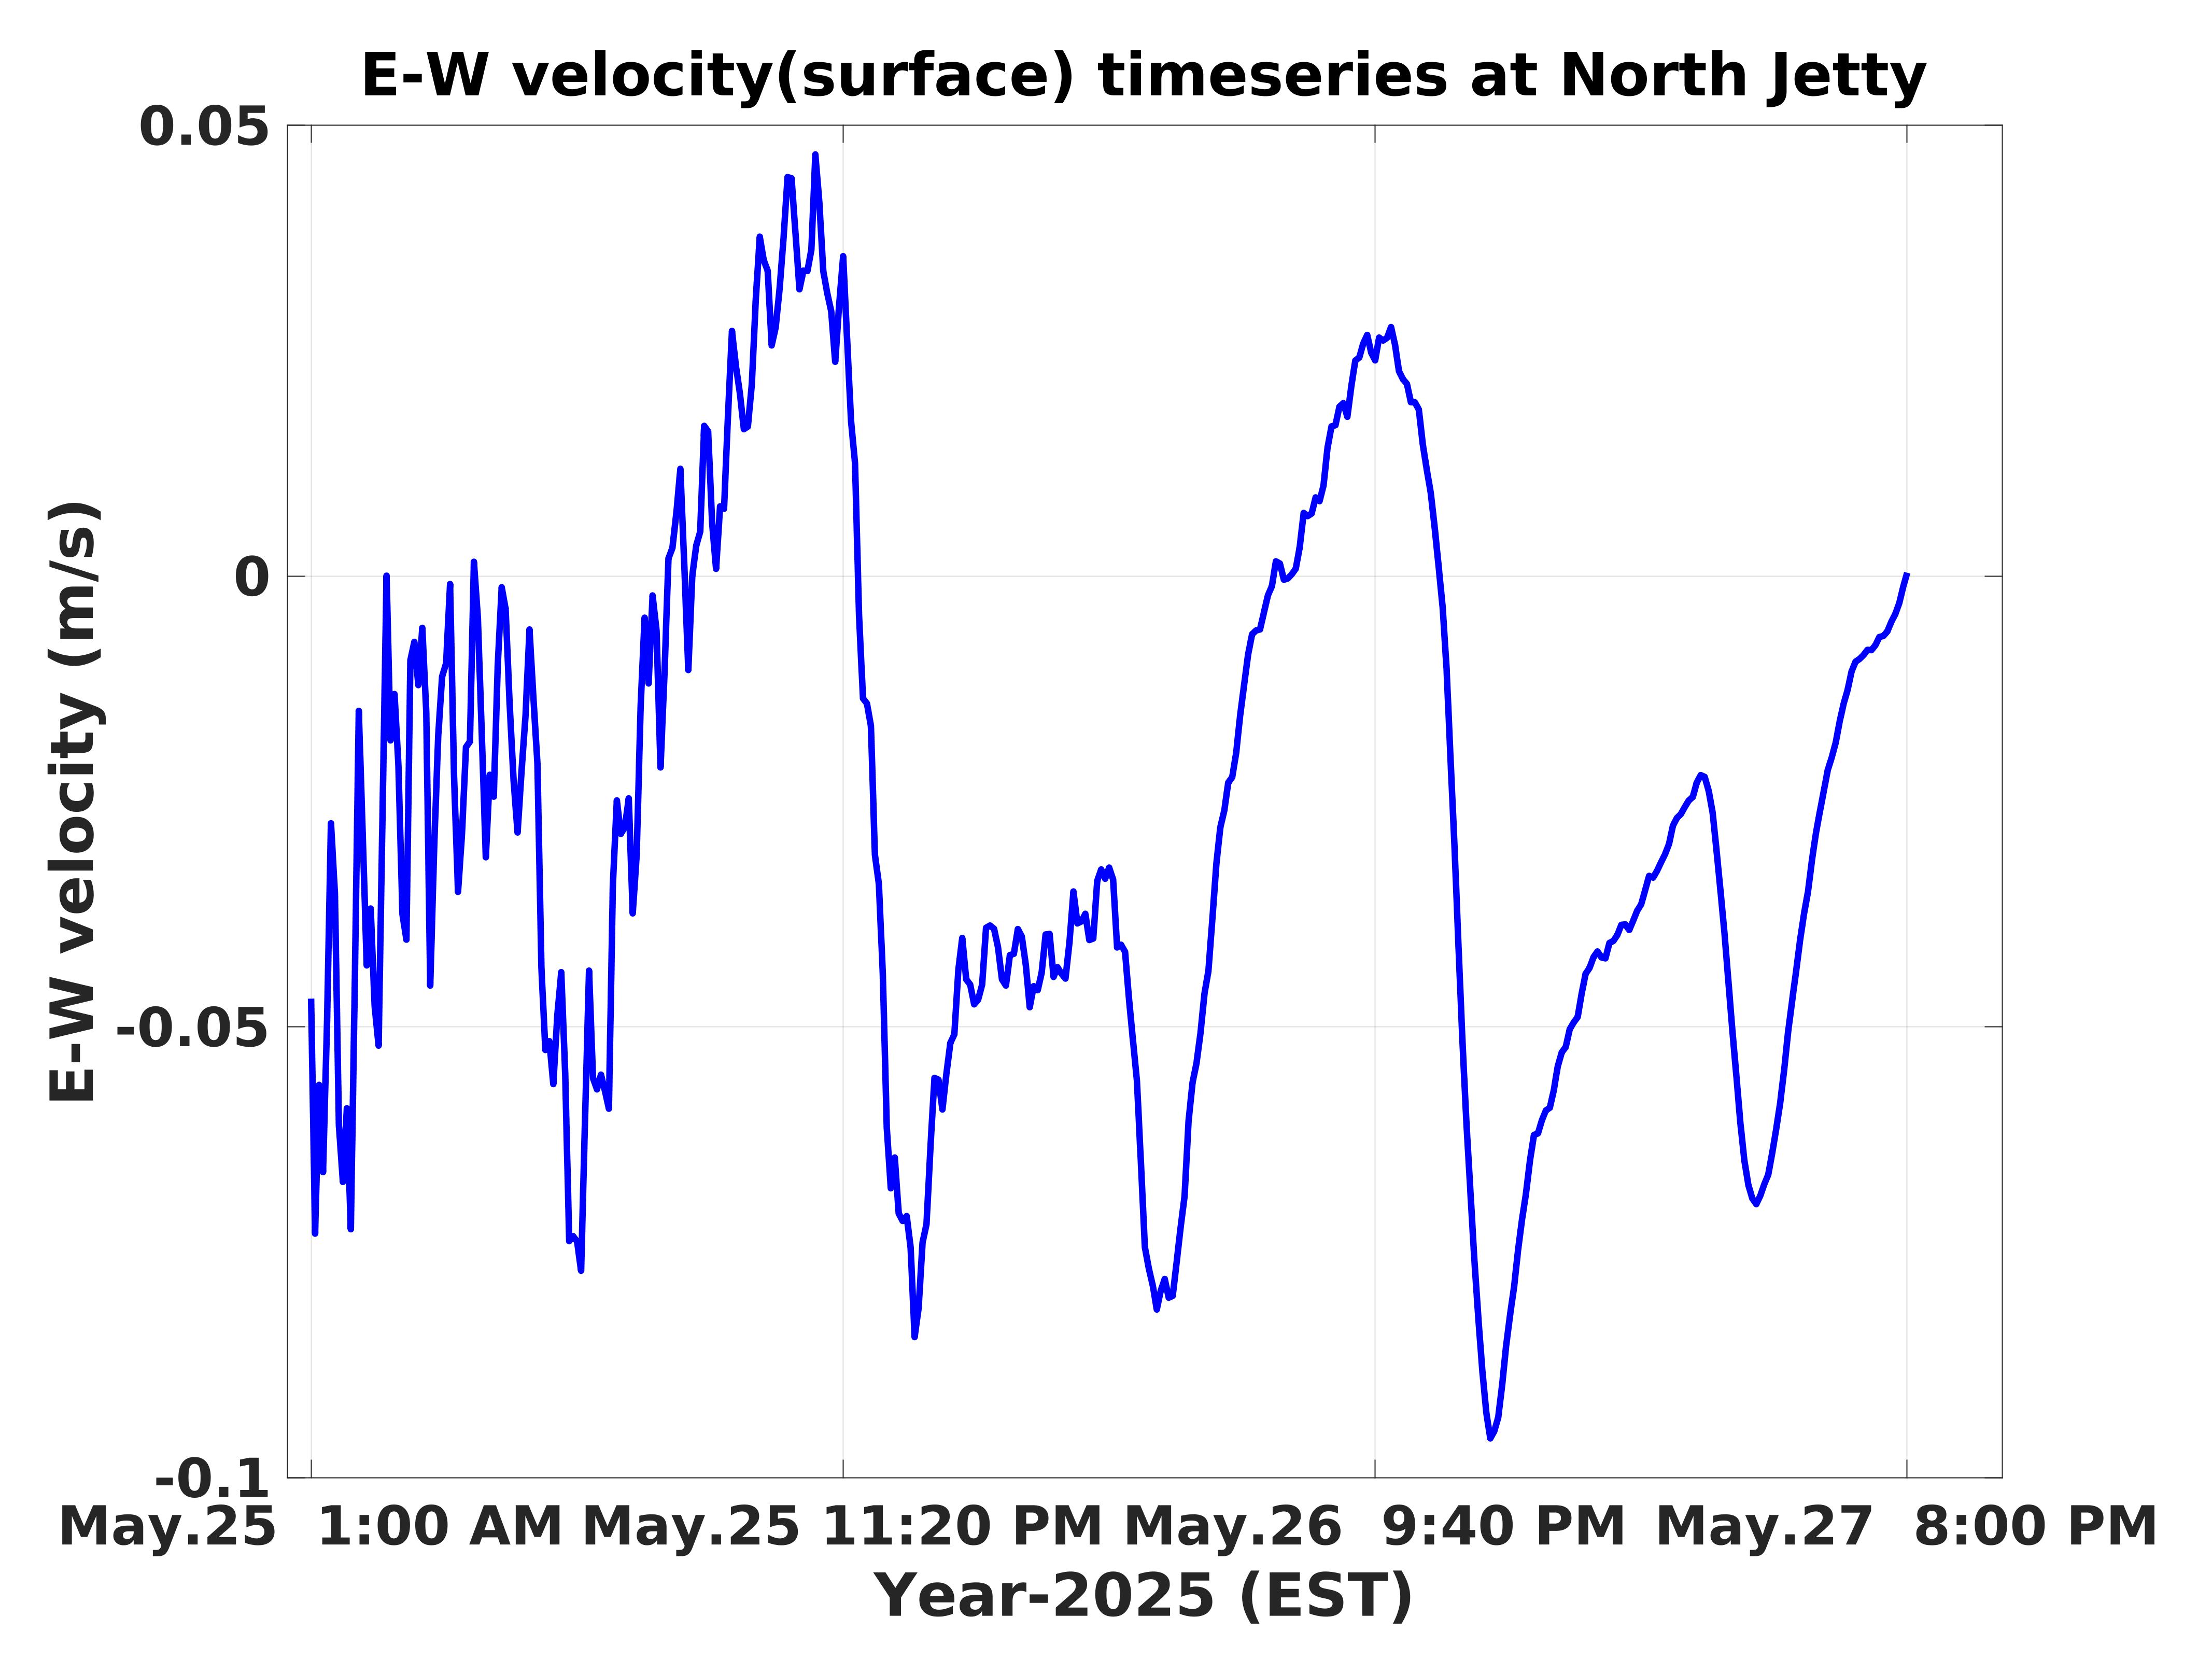 E-W velocity(surface) timeseries at North Jetty
E-W velocity (m/s)
0.05
0
-0.05
-0.1
May.25 1:00 AM May.25 11:20 PM May.26 9:40 PM May.27 8:00 PM
Year-2025 (EST)